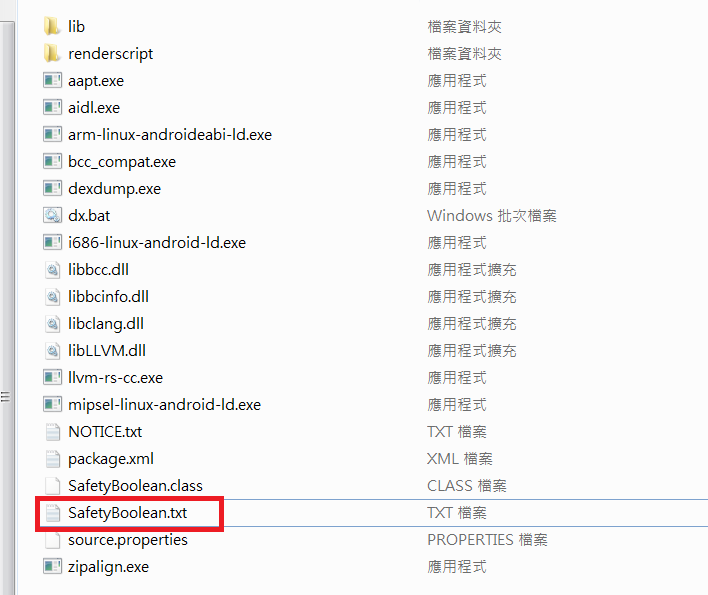 lib 檔案資料夾
renderscript 檔案資料夾
aapt.exe 應用程式
aidl.exe 應用程式
arm-linux-androideabi-ld.exe 應用程式
bcc_compat.exe 應用程式
dexdump.exe 應用程式
dx.bat Windows 批次檔案
i686-linux-android-ld.exe 應用程式
libbcc.dll 應用程式擴充
libbcinfo.dll 應用程式擴充
libclang.dll 應用程式擴充
libLLVM.dll 應用程式擴充
llvm-rs-cc.exe 應用程式
mipsel-linux-android-ld.exe 應用程式
NOTICE.txt TXT 檔案
package.xml XML 檔案
SafetyBoolean.class CLASS 檔案
SafetyBoolean.txt TXT 檔案
source.properties PROPERTIES 檔案
zipalign.exe 應用程式